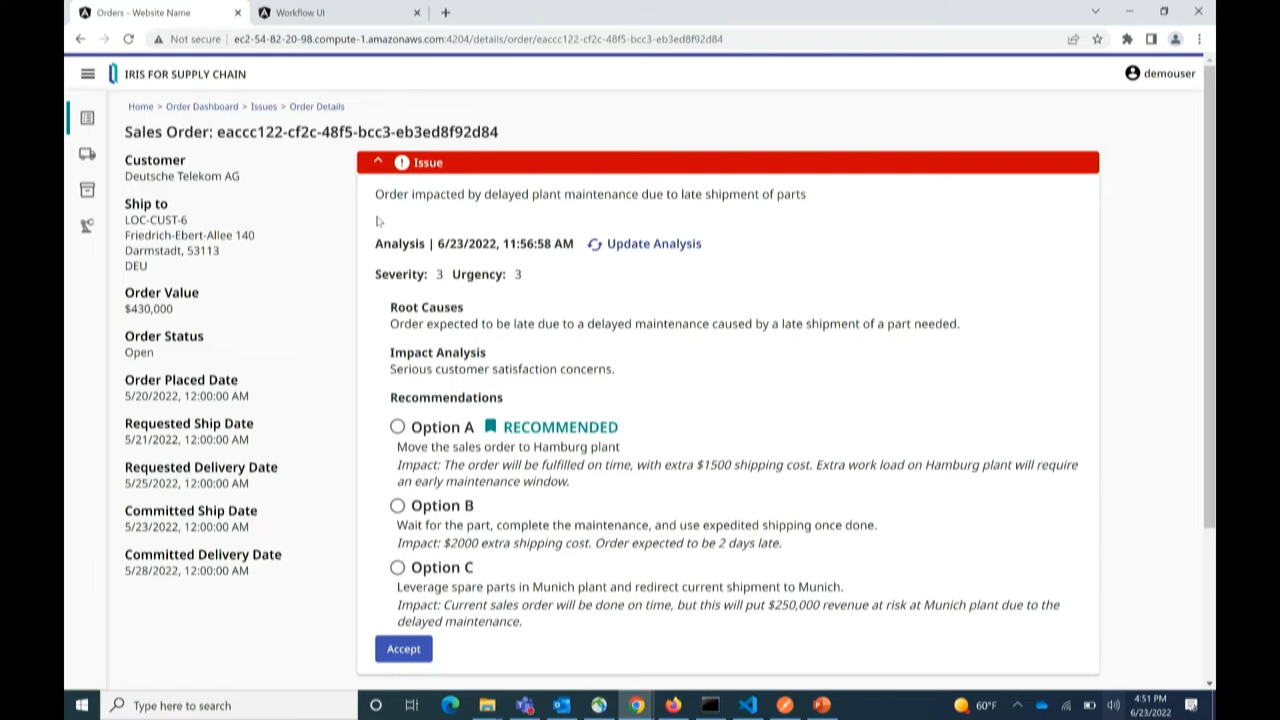 Orders - Website Name
Workflow UI
Not secure
ec2-54-82-20-98.compute-1.amazonaws.com:4204/details/order/eaccc122-cf2c-48f5-bcc3-eb3ed8f92d84
IRIS FOR SUPPLY CHAIN
demouser
Home > Order Dashboard > Issues > Order Details
Sales Order: eaccc122-cf2c-48f5-bcc3-eb3ed8f92d84
Customer
Deutsche Telekom AG
Ship to
LOC-CUST-6
Friedrich-Ebert-Allee 140
Darmstadt, 53113
DEU
Order Value
$430,000
Order Status
Open
Order Placed Date
5/20/2022, 12:00:00 AM
Requested Ship Date
5/21/2022, 12:00:00 AM
Requested Delivery Date
5/25/2022, 12:00:00 AM
Committed Ship Date
5/23/2022, 12:00:00 AM
Committed Delivery Date
5/28/2022, 12:00:00 AM
Issue
Order impacted by delayed plant maintenance due to late shipment of parts
Analysis | 6/23/2022, 11:56:58 AM Update Analysis
Severity: 3 Urgency: 3
Root Causes
Order expected to be late due to a delayed maintenance caused by a late shipment of a part needed.
Impact Analysis
Serious customer satisfaction concerns.
Recommendations
Option A RECOMMENDED
Move the sales order to Hamburg plant
Impact: The order will be fulfilled on time, with extra $1500 shipping cost. Extra work load on Hamburg plant will require
an early maintenance window.
Option B
Wait for the part, complete the maintenance, and use expedited shipping once done.
Impact: $2000 extra shipping cost. Order expected to be 2 days late.
Option C
Leverage spare parts in Munich plant and redirect current shipment to Munich.
Impact: Current sales order will be done on time, but this will put $250,000 revenue at risk at Munich plant due to the
delayed maintenance.
Accept
Type here to search
60°F
4:51 PM
6/23/2022